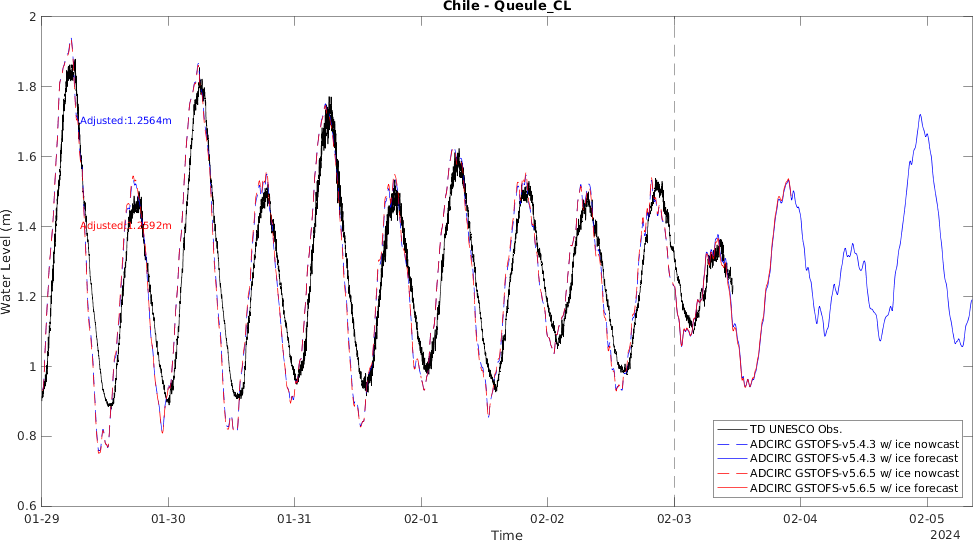 Chile - Queule_CL
2
1.8
1.6
1.4
1.2
1
0.8
0.6
Water Level (m)
Adjusted:1.2564m
Adjusted:1.2592m
TD UNESCO Obs.
ADCIRC GSTOFS-v5.4.3 w/ ice nowcast
ADCIRC GSTOFS-v5.4.3 w/ ice forecast
ADCIRC GSTOFS-v5.6.5 w/ ice nowcast
ADCIRC GSTOFS-v5.6.5 w/ ice forecast
01-29 01-30 01-31 02-01 02-02 02-03 02-04 02-05
Time
2024